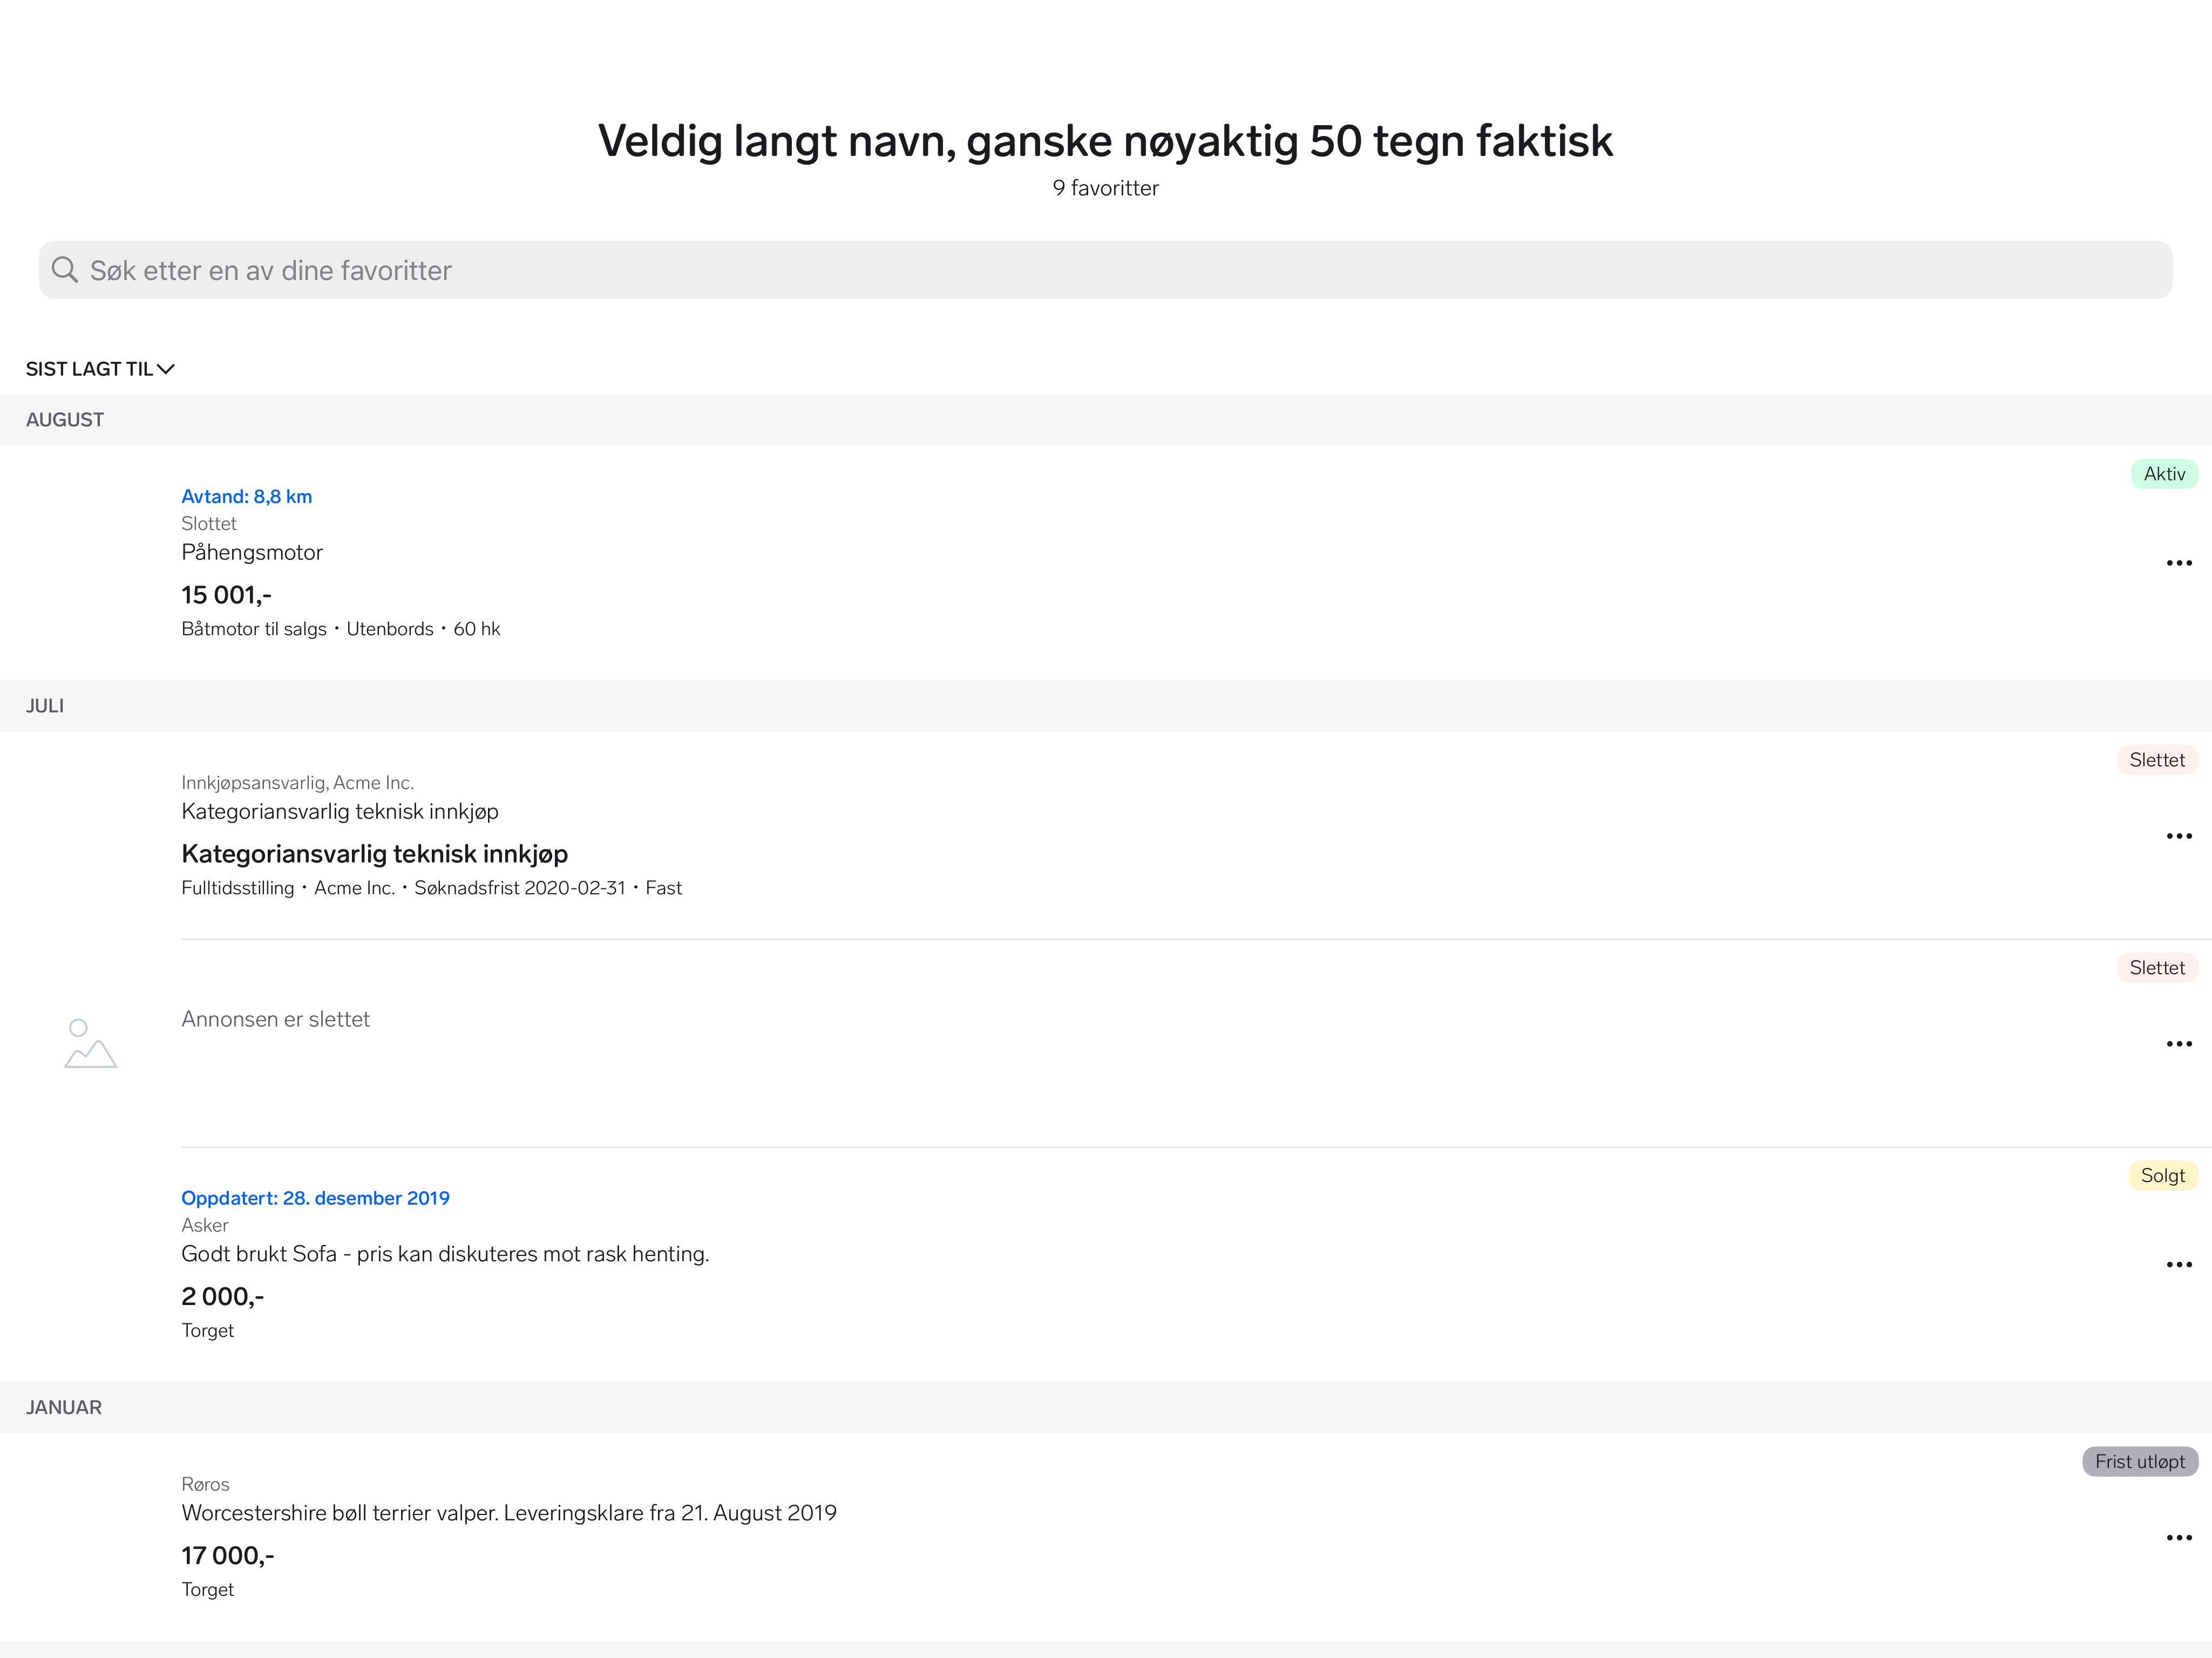 Veldig langt navn, ganske nøyaktig 50 tegn faktisk
9 favoritter
Søk etter en av dine favoritter
SIST LAGT TIL
AUGUST
Aktiv
Avtand: 8,8 km
Slottet
Påhengsmotor
15 001,-
Båtmotor til salgs • Utenbords • 60 hk
JULI
Slettet
Innkjøpsansvarlig, Acme Inc.
Kategoriansvarlig teknisk innkjøp
Kategoriansvarlig teknisk innkjøp
Fulltidsstilling • Acme Inc. • Søknadsfrist 2020-02-31 • Fast
Slettet
Annonsen er slettet
Solgt
Oppdatert: 28. desember 2019
Asker
Godt brukt Sofa - pris kan diskuteres mot rask henting.
2 000,-
Torget
JANUAR
Frist utløpt
Røros
Worcestershire bøll terrier valper. Leveringsklare fra 21. August 2019
17 000,-
Torget